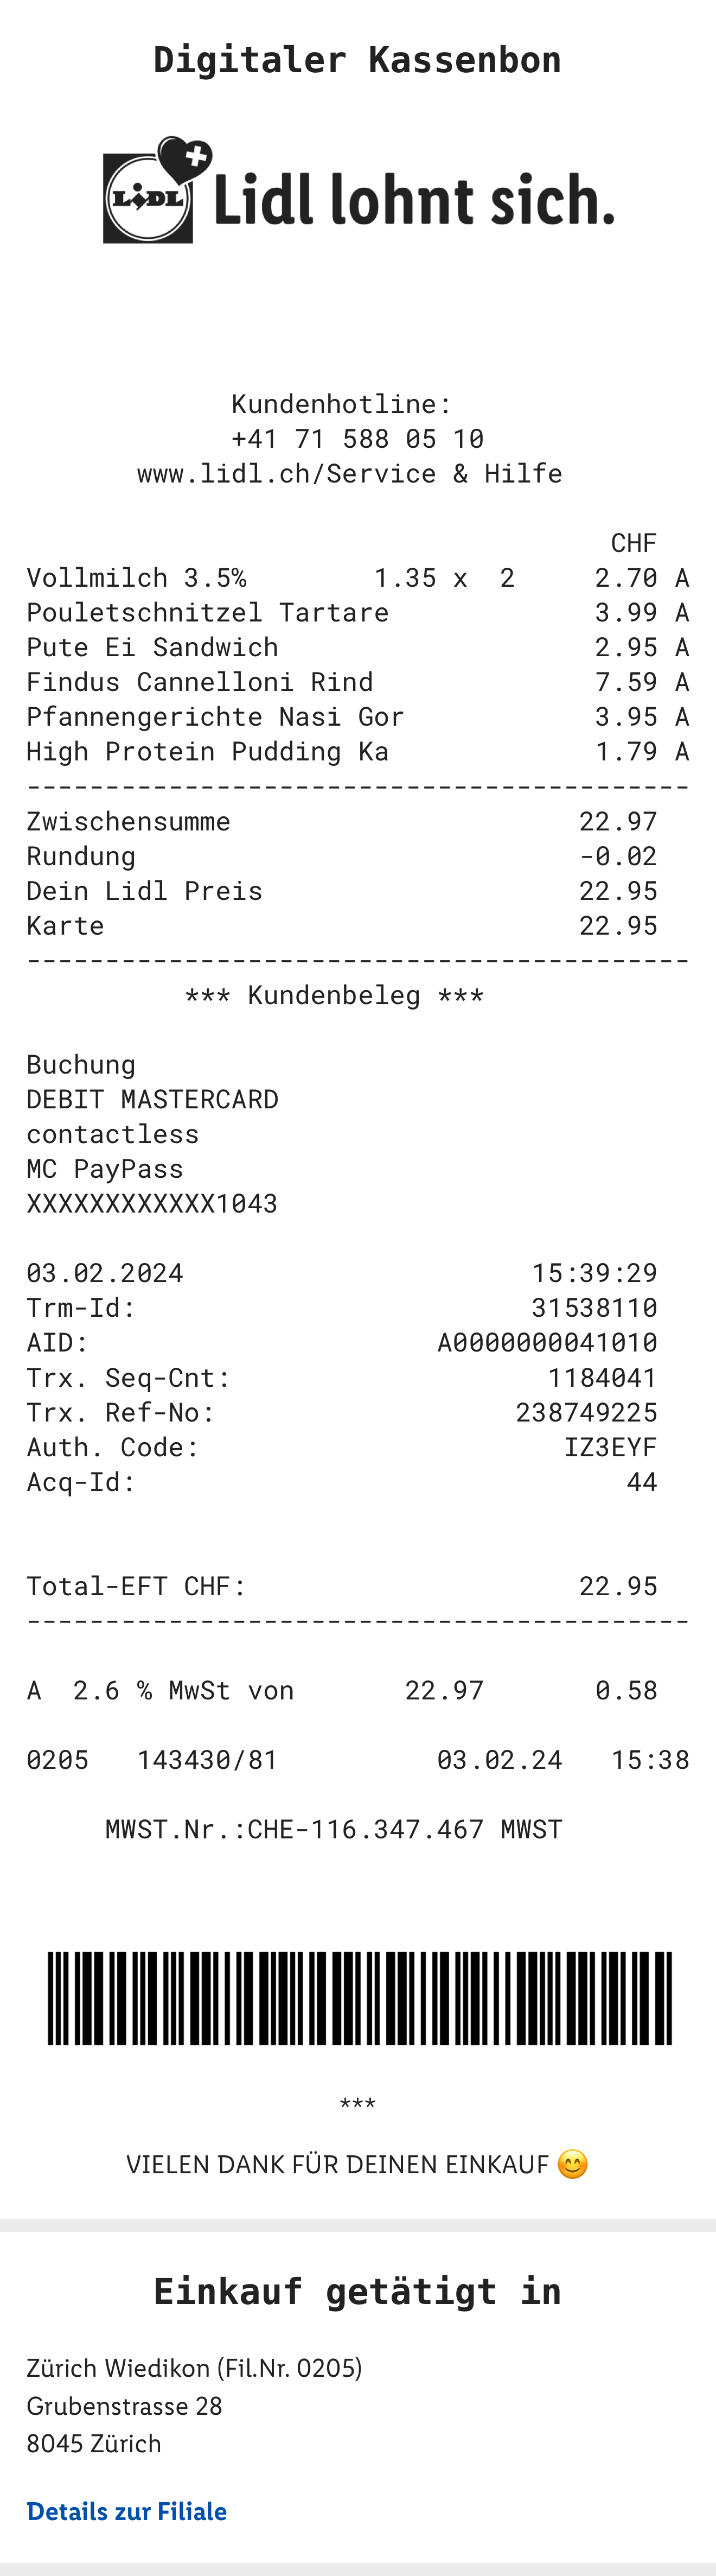 Digitaler Kassenbon
LiDL Lidl lohnt sich.
Kundenhotline:
+41 71 588 05 10
www.lidl.ch/Service & Hilfe
CHF
Vollmilch 3.5% 1.35 x 2 2.70 A
Pouletschnitzel Tartare 3.99 A
Pute Ei Sandwich 2.95 A
Findus Cannelloni Rind 7.59 A
Pfannengerichte Nasi Gor 3.95 A
High Protein Pudding Ka 1.79 A
------------------------------------------
Zwischensumme 22.97
Rundung -0.02
Dein Lidl Preis 22.95
Karte 22.95
------------------------------------------
*** Kundenbeleg ***
Buchung
DEBIT MASTERCARD
contactless
MC PayPass
XXXXXXXXXXXX1043
03.02.2024 15:39:29
Trm-Id: 31538110
AID: A0000000041010
Trx. Seq-Cnt: 1184041
Trx. Ref-No: 238749225
Auth. Code: IZ3EYF
Acq-Id: 44
Total-EFT CHF: 22.95
------------------------------------------
A 2.6 % MwSt von 22.97 0.58
0205 143430/81 03.02.24 15:38
MWST.Nr.:CHE-116.347.467 MWST
***
VIELEN DANK FÜR DEINEN EINKAUF 😊
Einkauf getätigt in
Zürich Wiedikon (Fil.Nr. 0205)
Grubenstrasse 28
8045 Zürich
Details zur Filiale